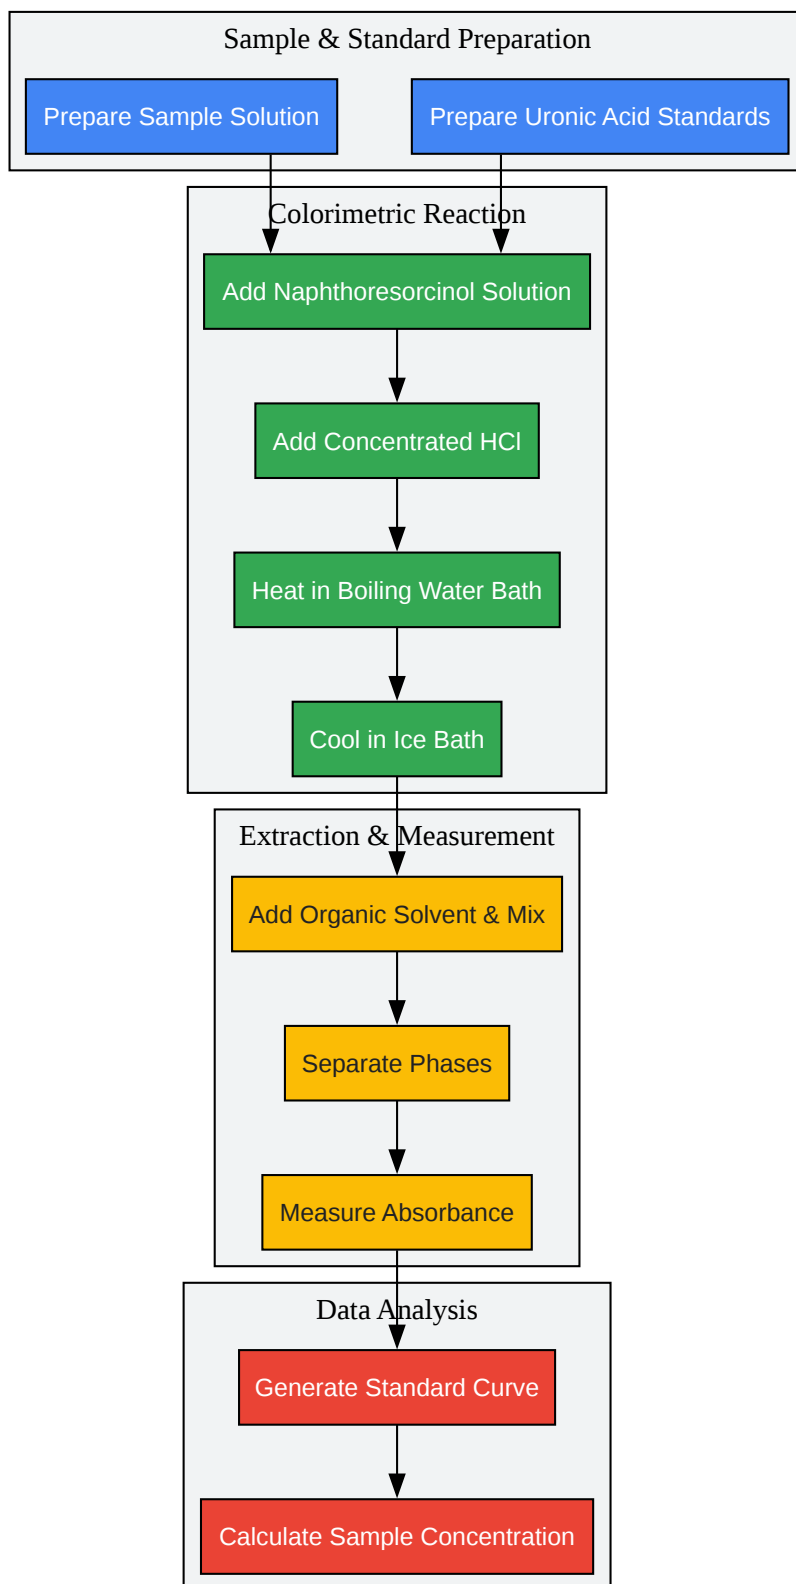 Sample & Standard Preparation
Prepare Sample Solution
Prepare Uronic Acid Standards
Colorimetric Reaction
Add Naphthoresorcinol Solution
Add Concentrated HCl
Heat in Boiling Water Bath
Cool in Ice Bath
Extraction & Measurement
Add Organic Solvent & Mix
Separate Phases
Measure Absorbance
Data Analysis
Generate Standard Curve
Calculate Sample Concentration